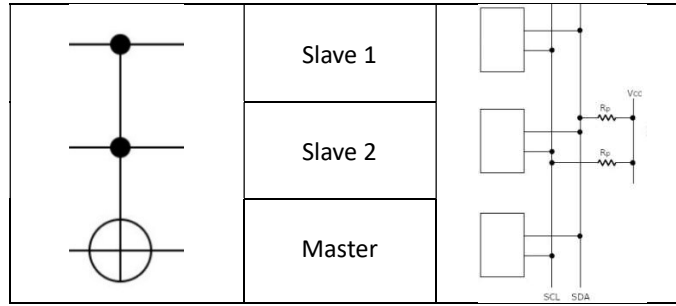 Slave 1
Vcc
Rp
Slave 2
Rp
Master
SCL SDA